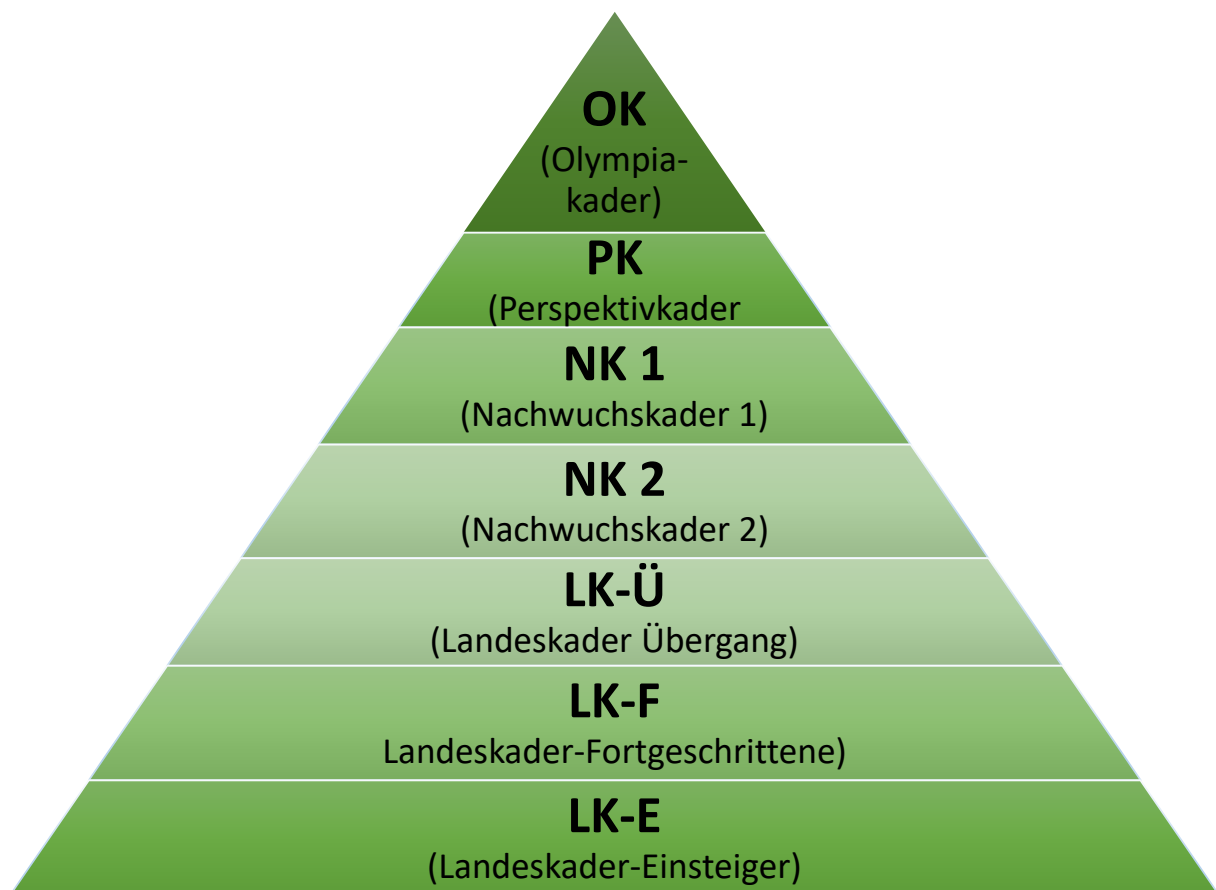 OK
(Olympia-
kader)
PK
(Perspektivkader
NK 1
(Nachwuchskader 1)
NK 2
(Nachwuchskader 2)
LK-Ü
(Landeskader Übergang)
LK-F
Landeskader-Fortgeschrittene)
LK-E
(Landeskader-Einsteiger)